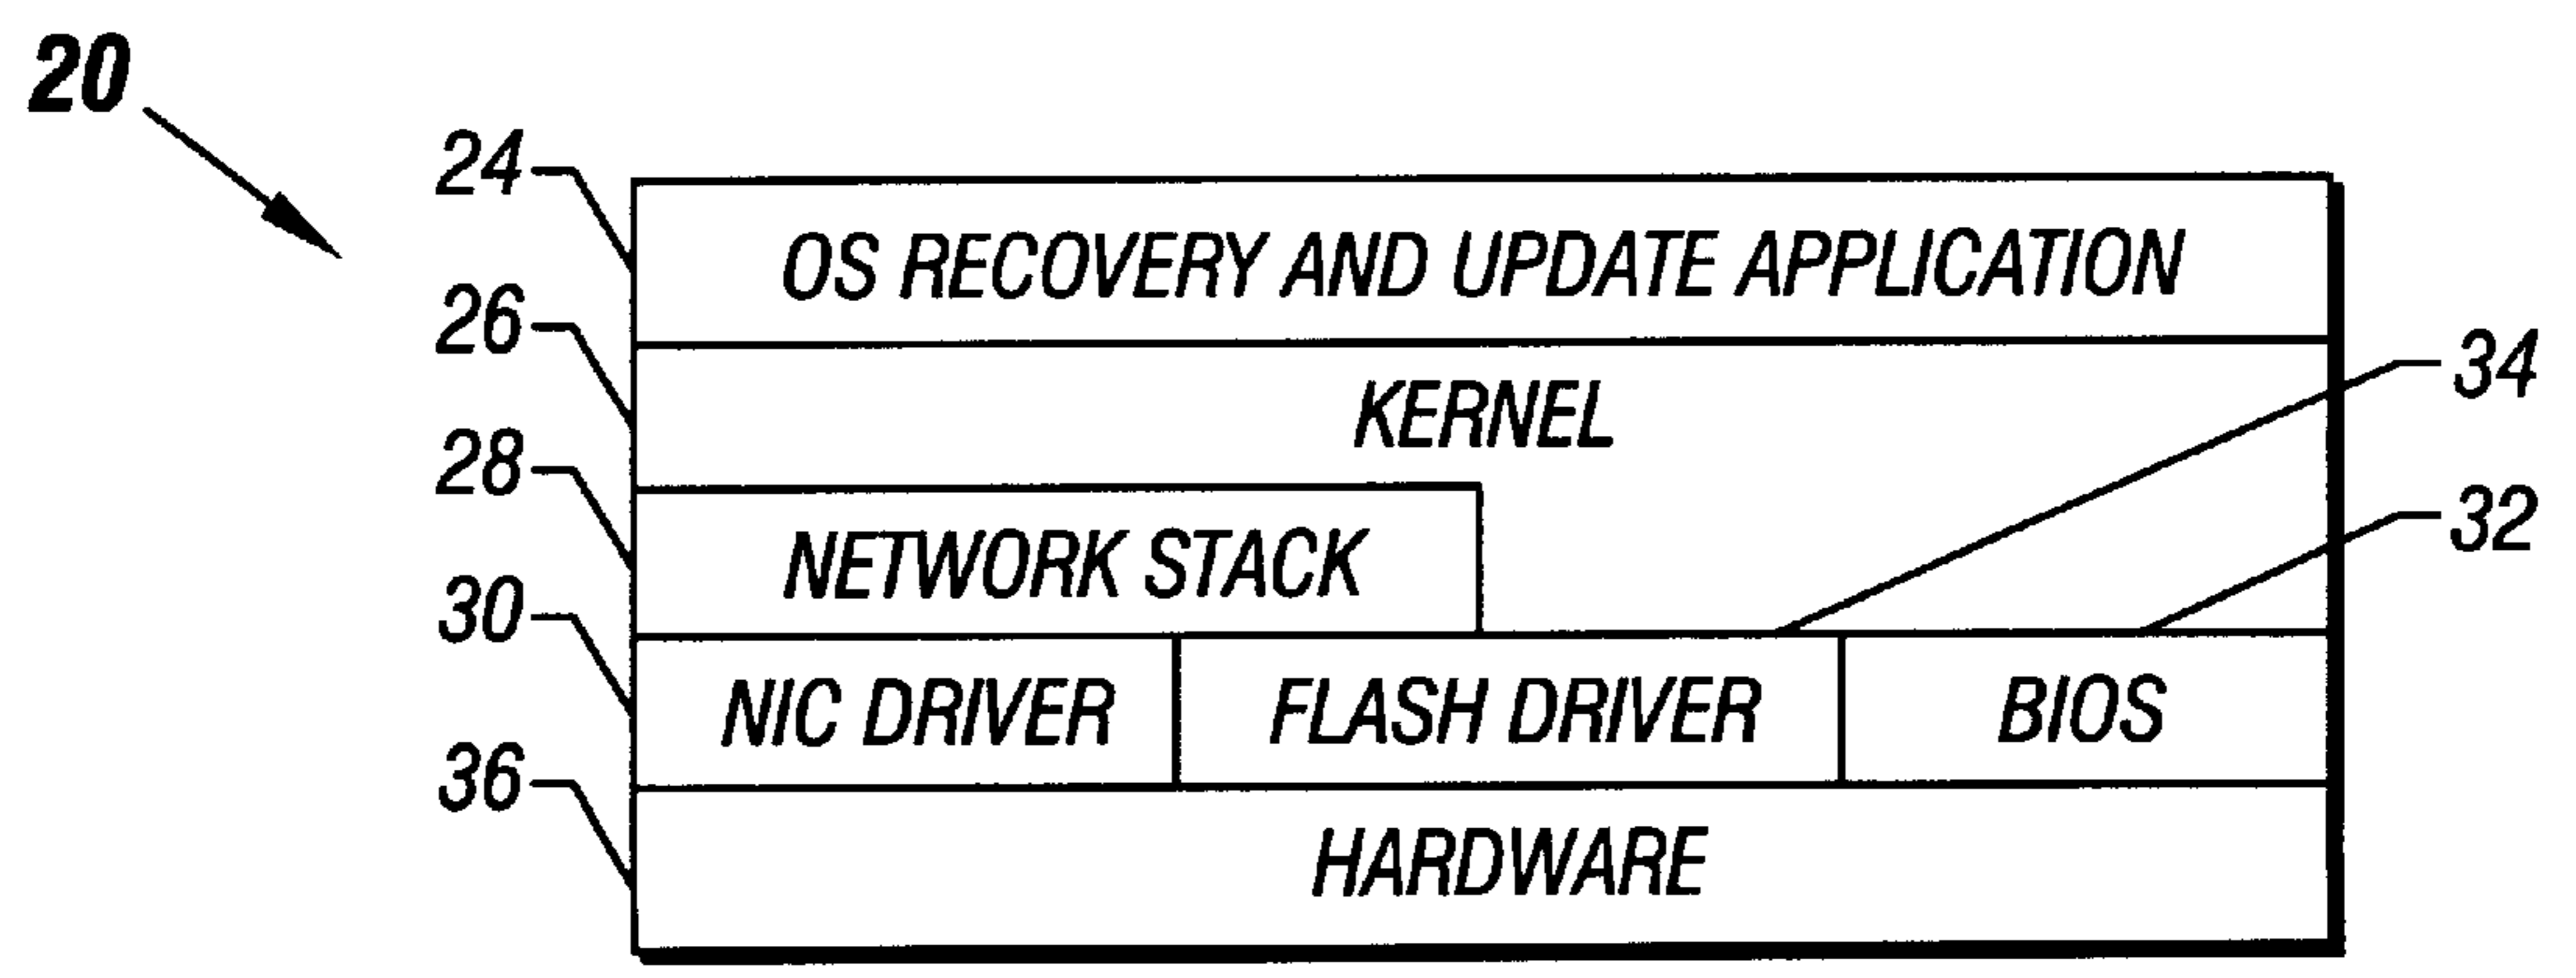 20
24
OS RECOVERY AND UPDATE APPLICATION
26
KERNEL
34
28
NETWORK STACK
32
30
NIC DRIVER FLASH DRIVER BIOS
36
HARDWARE